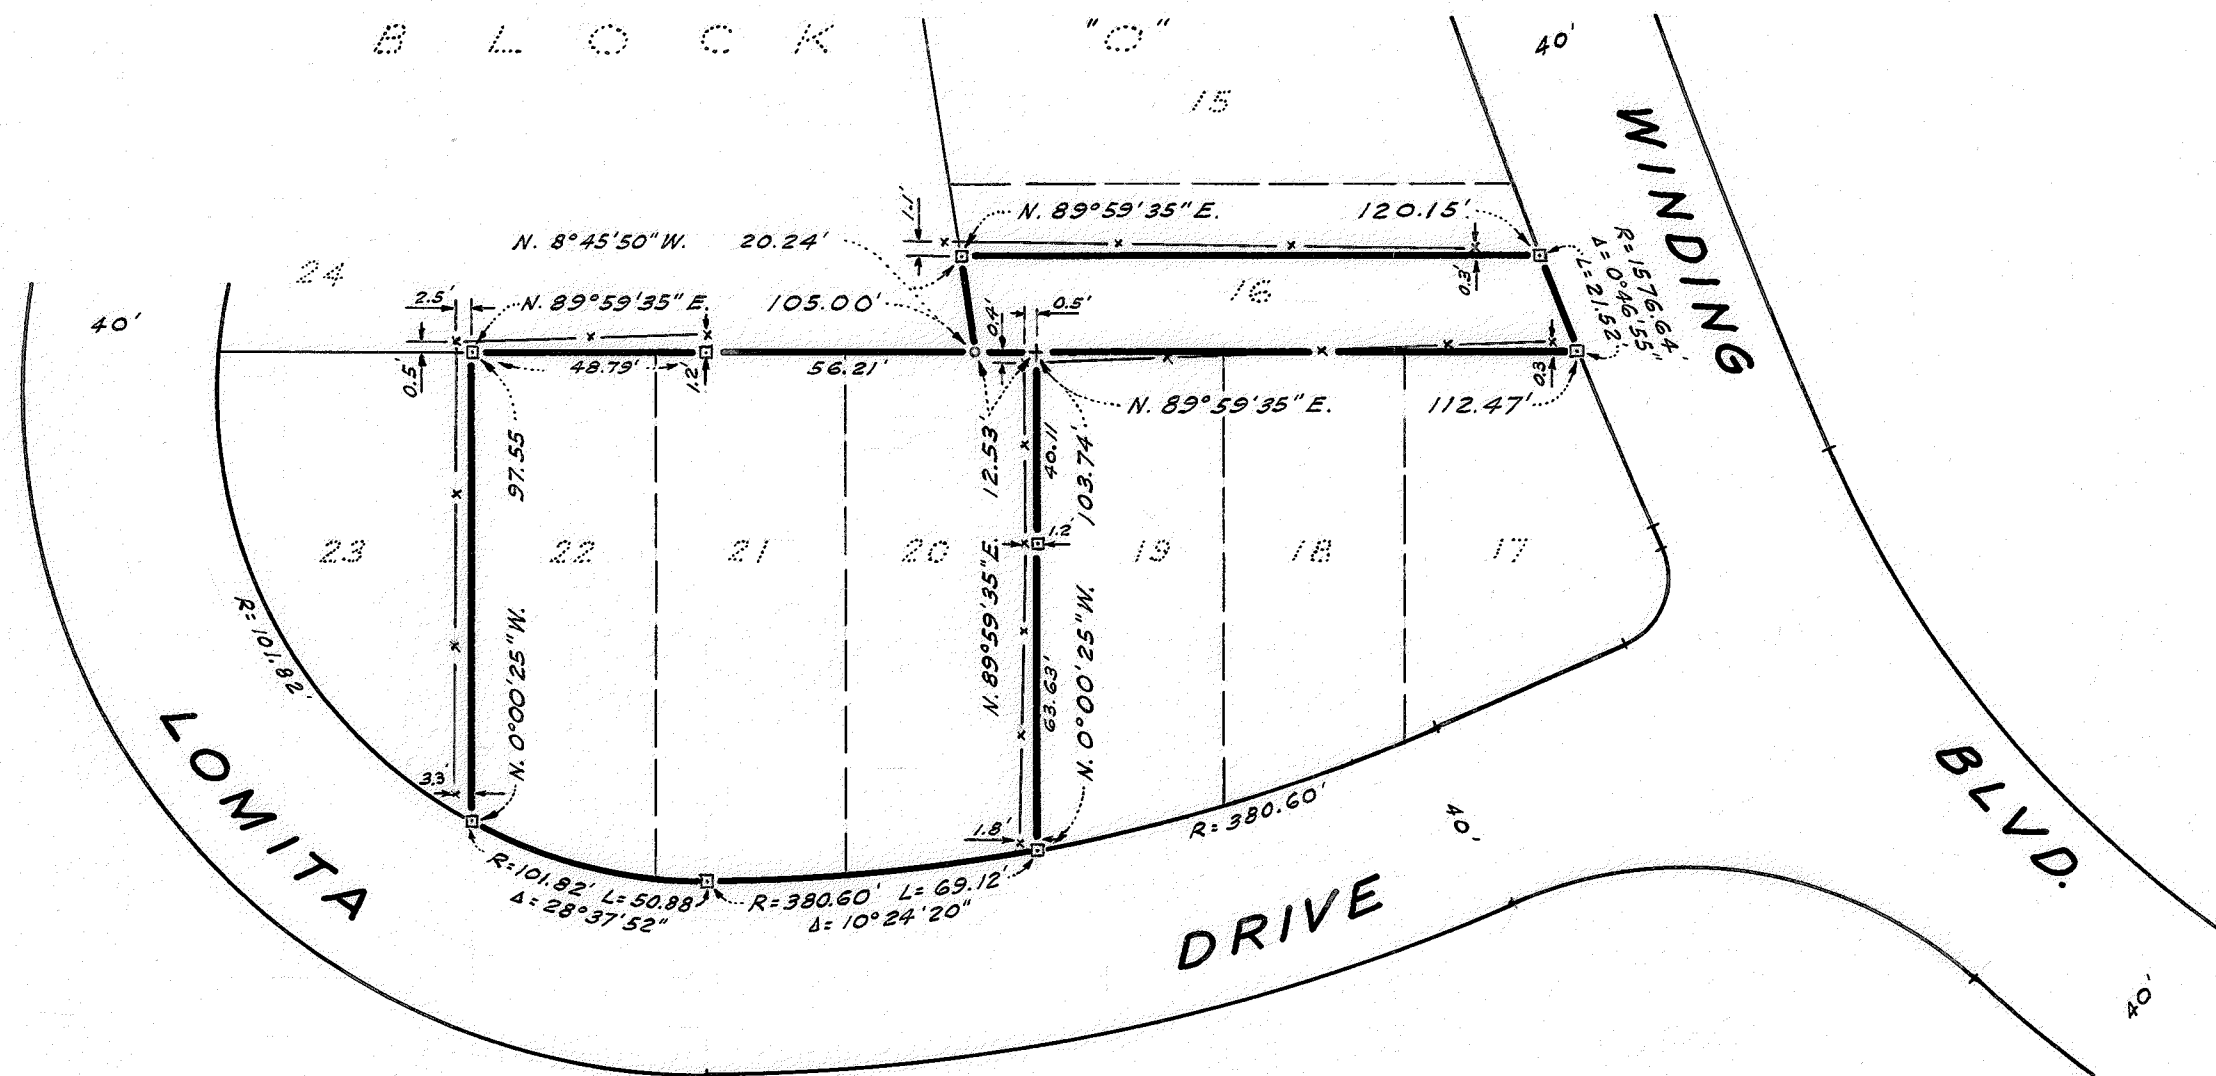 BLOCK "O"
40'
15
WINDING
1.1'
N. 89°59'35"E. 120.15'
N. 8°45'50"W. 20.24'
R=1576.64'
Δ=0°46'55"
L=21.52'
24
16
0.3'
2.5'
N. 89°59'35"E. 105.00'
0.4'
0.5'
40'
0.5'
48.79'
1.2'
56.21'
0.3'
N. 89°59'35"E. 112.47'
97.55
12.53'
40.11
103.74'
23
22
21
20
1.2'
19
18
17
R=101.82'
N. 0°00'25"W.
N. 89°59'35"E.
63.63'
N. 0°00'25"W.
3.3'
1.8'
R=380.60'
40'
LOMITA
R=101.82' L=50.88'
Δ=28°37'52"
R=380.60' L=69.12'
Δ=10°24'20"
DRIVE
BLVD.
40'